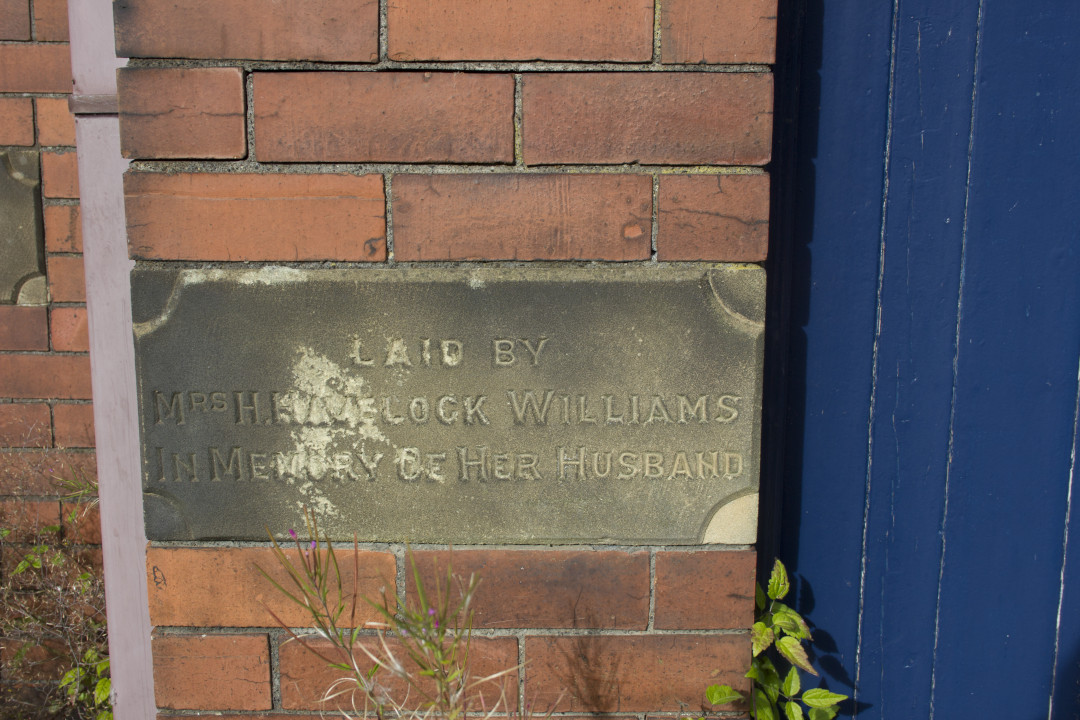 LAID BY
MRS H. HAVELOCK WILLIAMS
IN MEMORY OF HER HUSBAND